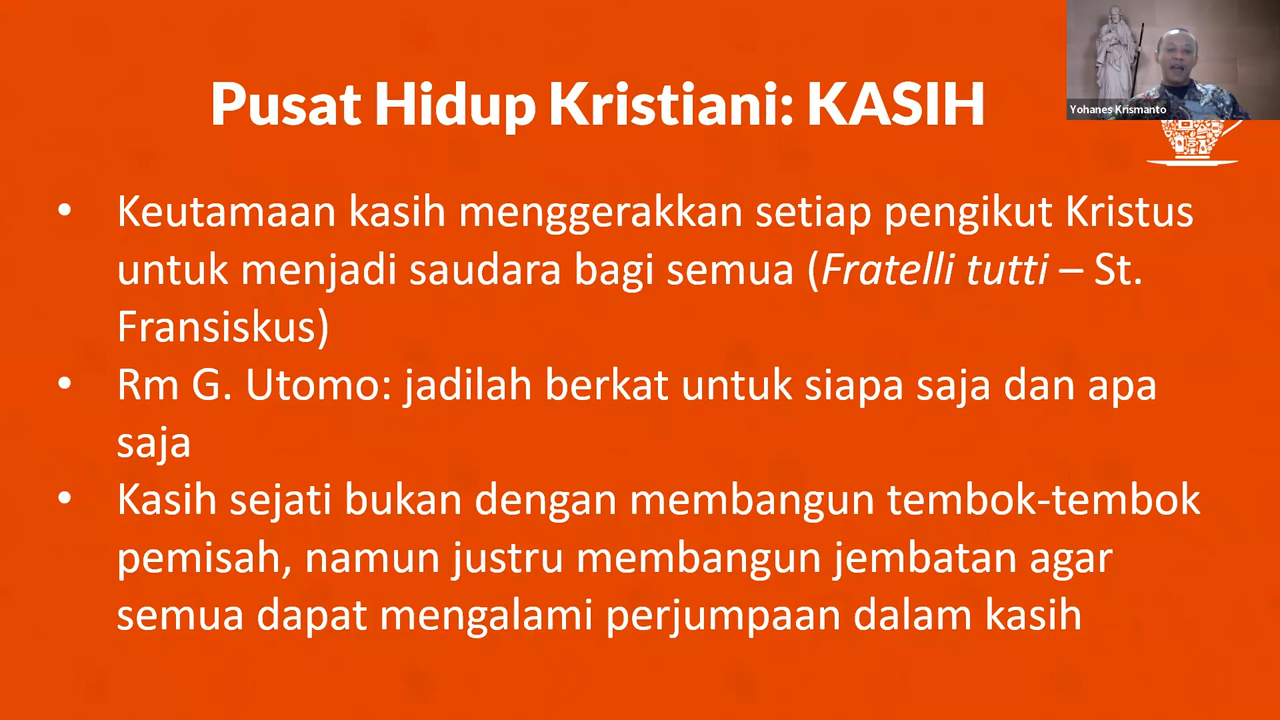 Pusat Hidup Kristiani: KASIH
Yohanes Krismanto
• Keutamaan kasih menggerakkan setiap pengikut Kristus
untuk menjadi saudara bagi semua (Fratelli tutti – St.
Fransiskus)
• Rm G. Utomo: jadilah berkat untuk siapa saja dan apa
saja
• Kasih sejati bukan dengan membangun tembok-tembok
pemisah, namun justru membangun jembatan agar
semua dapat mengalami perjumpaan dalam kasih